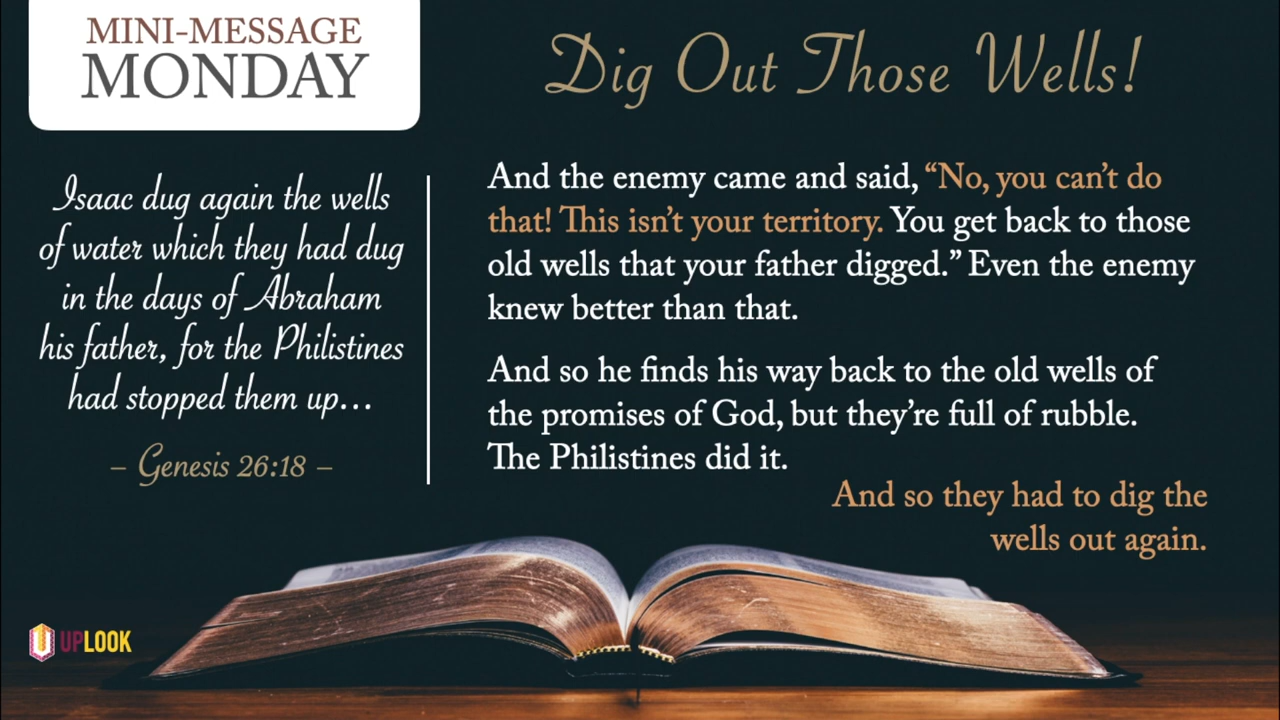 MINI-MESSAGE
MONDAY
Dig Out Those Wells!
Isaac dug again the wells
of water which they had dug
in the days of Abraham
his father, for the Philistines
had stopped them up…
– Genesis 26:18 –
And the enemy came and said, “No, you can’t do
that! This isn’t your territory. You get back to those
old wells that your father digged.” Even the enemy
knew better than that.
And so he finds his way back to the old wells of
the promises of God, but they’re full of rubble.
The Philistines did it.
And so they had to dig the
wells out again.
UPLOOK